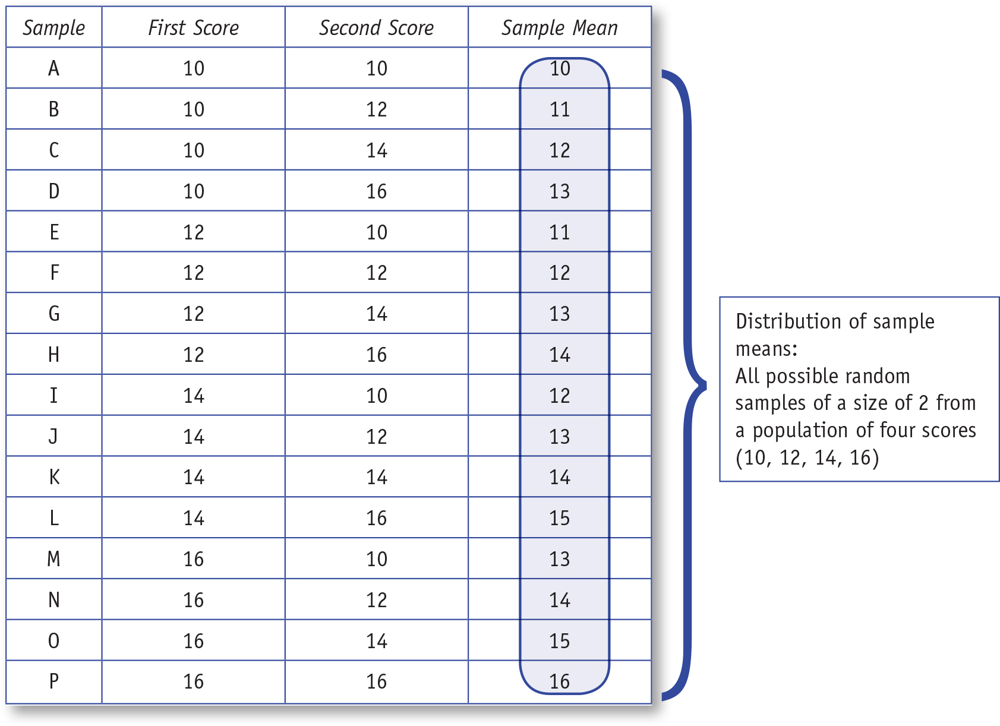 Sample First Score Second Score Sample Mean
A 10 10 10
B 10 12 11
C 10 14 12
D 10 16 13
E 12 10 11
F 12 12 12
G 12 14 13
H 12 16 14
I 14 10 12
J 14 12 13
K 14 14 14
L 14 16 15
M 16 10 13
N 16 12 14
O 16 14 15
P 16 16 16
Distribution of sample
means:
All possible random
samples of a size of 2 from
a population of four scores
(10, 12, 14, 16)